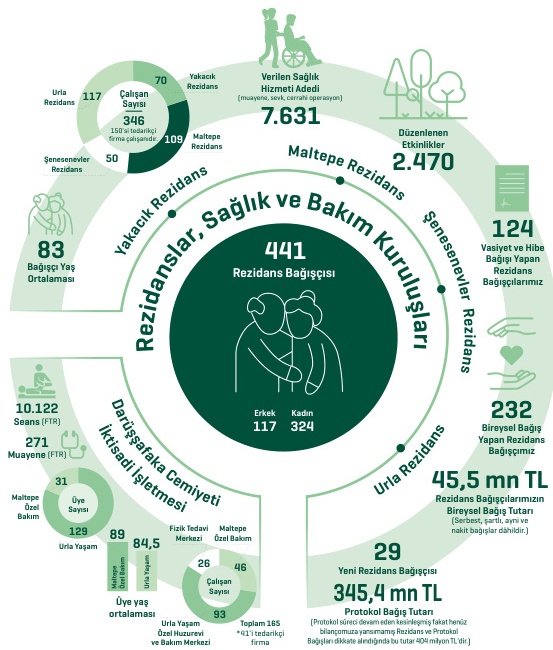 Urla
Rezidans
117
70
Yakacık
Rezidans
Çalışan
Sayısı
346
150'si tedarikçi
firma çalışanıdır.
109
Maltepe
Rezidans
50
Şenesenevler
Rezidans
Verilen Sağlık
Hizmeti Adedi
(muayene, sevk, cerrahi operasyon)
7.631
Düzenlenen
Etkinlikler
2.470
124
Vasiyet ve Hibe
Bağışı Yapan
Rezidans
Bağışçılarımız
83
Bağışçı Yaş
Ortalaması
Yakacık Rezidans
Maltepe Rezidans
Şenesenevler Rezidans
Urla Rezidans
Rezidanslar, Sağlık ve Bakım Kuruluşları
441
Rezidans Bağışçısı
Erkek Kadın
117 324
232
Bireysel Bağış
Yapan Rezidans
Bağışçımız
45,5 mn TL
Rezidans Bağışçılarımızın
Bireysel Bağış Tutarı
(Serbest, şartlı, ayni ve
nakit bağışlar dâhildir.)
29
Yeni Rezidans Bağışçısı
345,4 mn TL
Protokol Bağış Tutarı
(Protokol süreci devam eden kesinleşmiş fakat henüz
bilançomuza yansımamış Rezidans ve Protokol
Bağışları dikkate alındığında bu tutar 404 milyon TL'dir.)
Darüşşafaka Cemiyeti
İktisadi İşletmesi
10.122
Seans (FTR)
271
Muayene (FTR)
31
Maltepe
Özel Bakım
Üye
Sayısı
129
Urla Yaşam
89
Maltepe
Özel Bakım
84,5
Urla Yaşam
Üye yaş
ortalaması
Fizik Tedavi
Merkezi
Maltepe
Özel Bakım
26
46
Çalışan
Sayısı
93
Urla Yaşam
Özel Huzurevi
ve Bakım Merkezi
Toplam 165
*41'i tedarikçi
firma